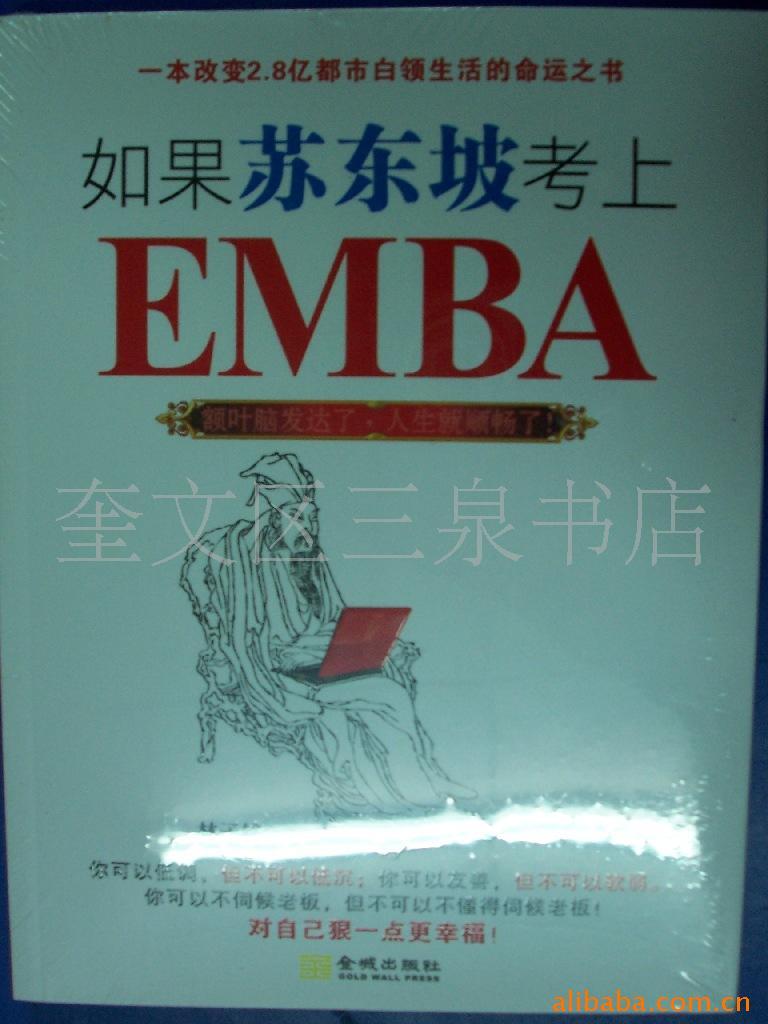 一本改变2.8亿都市白领生活的命运之书
如果苏东坡考上
EMBA
额叶脑发达了，人生就顺畅了！
奎文区三泉书店
你可以低调，但不可以低沉；你可以友善，但不可以软弱。
你可以不伺候老板，但不可以不懂得伺候老板！
对自己狠一点更幸福！
金城出版社
GOLD WALL PRESS
alibaba.com.cn